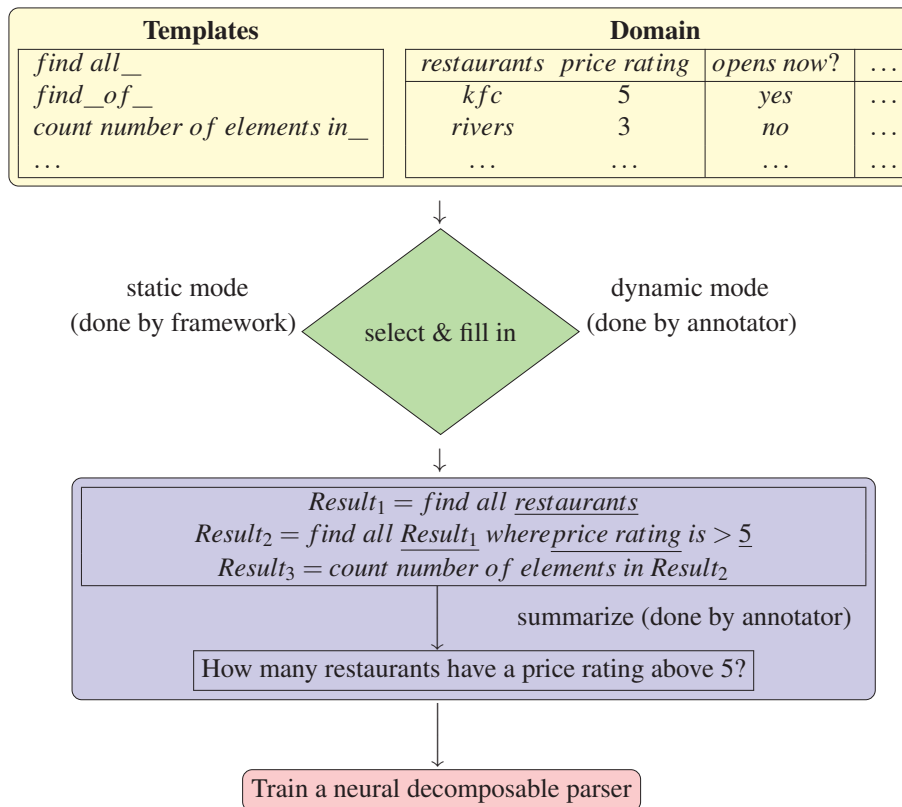 Templates
find all_
find_of_
count number of elements in_
...
Domain
restaurants price rating opens now? ...
kfc 5 yes ...
rivers 3 no ...
... ... ... ...
static mode
(done by framework)
select & fill in
dynamic mode
(done by annotator)
Result₁ = find all restaurants
Result₂ = find all Result₁ where price rating is > 5
Result₃ = count number of elements in Result₂
summarize (done by annotator)
How many restaurants have a price rating above 5?
Train a neural decomposable parser